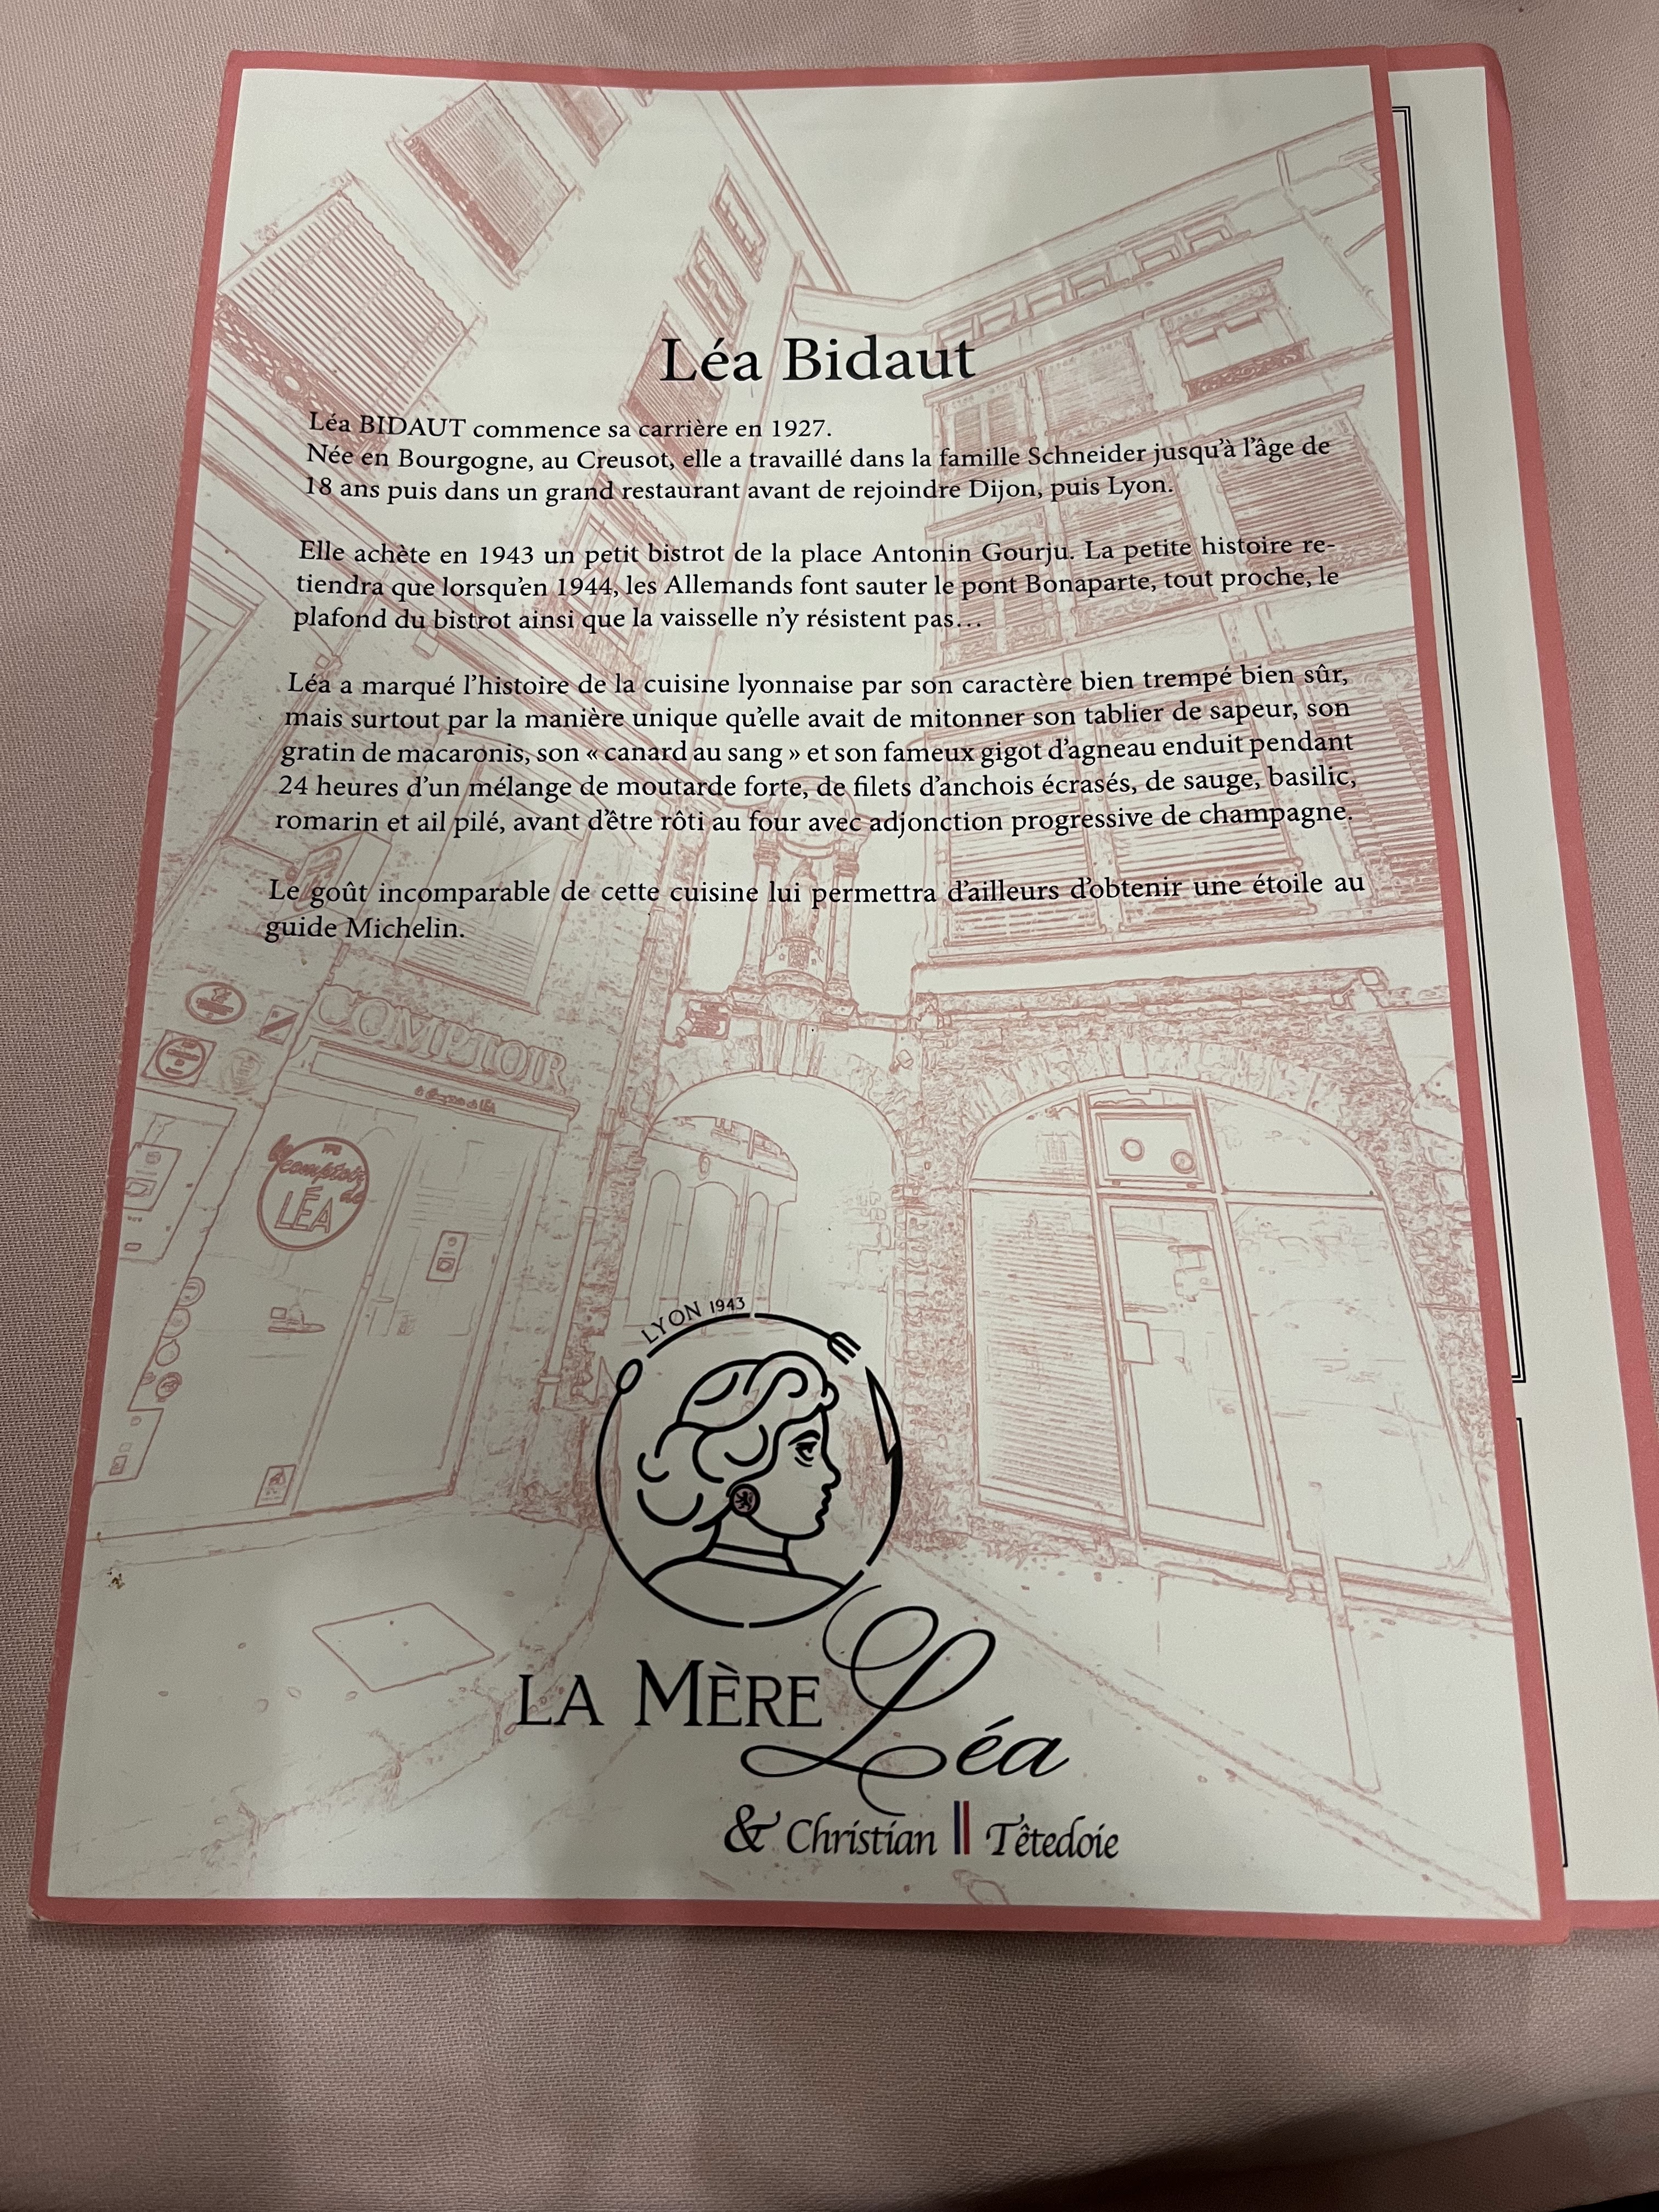 Léa Bidaut
Léa BIDAUT commence sa carrière en 1927.
Née en Bourgogne, au Creusot, elle a travaillé dans la famille Schneider jusqu'à l'âge de
18 ans puis dans un grand restaurant avant de rejoindre Dijon, puis Lyon.
Elle achète en 1943 un petit bistrot de la place Antonin Gourju. La petite histoire re-
tiendra que lorsqu'en 1944, les Allemands font sauter le pont Bonaparte, tout proche, le
plafond du bistrot ainsi que la vaisselle n'y résistent pas…
Léa a marqué l'histoire de la cuisine lyonnaise par son caractère bien trempé bien sûr,
mais surtout par la manière unique qu'elle avait de mitonner son tablier de sapeur, son
gratin de macaronis, son « canard au sang » et son fameux gigot d'agneau enduit pendant
24 heures d'un mélange de moutarde forte, de filets d'anchois écrasés, de sauge, basilic,
romarin et ail pilé, avant d'être rôti au four avec adjonction progressive de champagne.
Le goût incomparable de cette cuisine lui permettra d'ailleurs d'obtenir une étoile au
guide Michelin.
COMPTOIR
le
comptoir
de
LÉA
LYON 1943
LA MÈRE Léa
& Christian Têtedoie